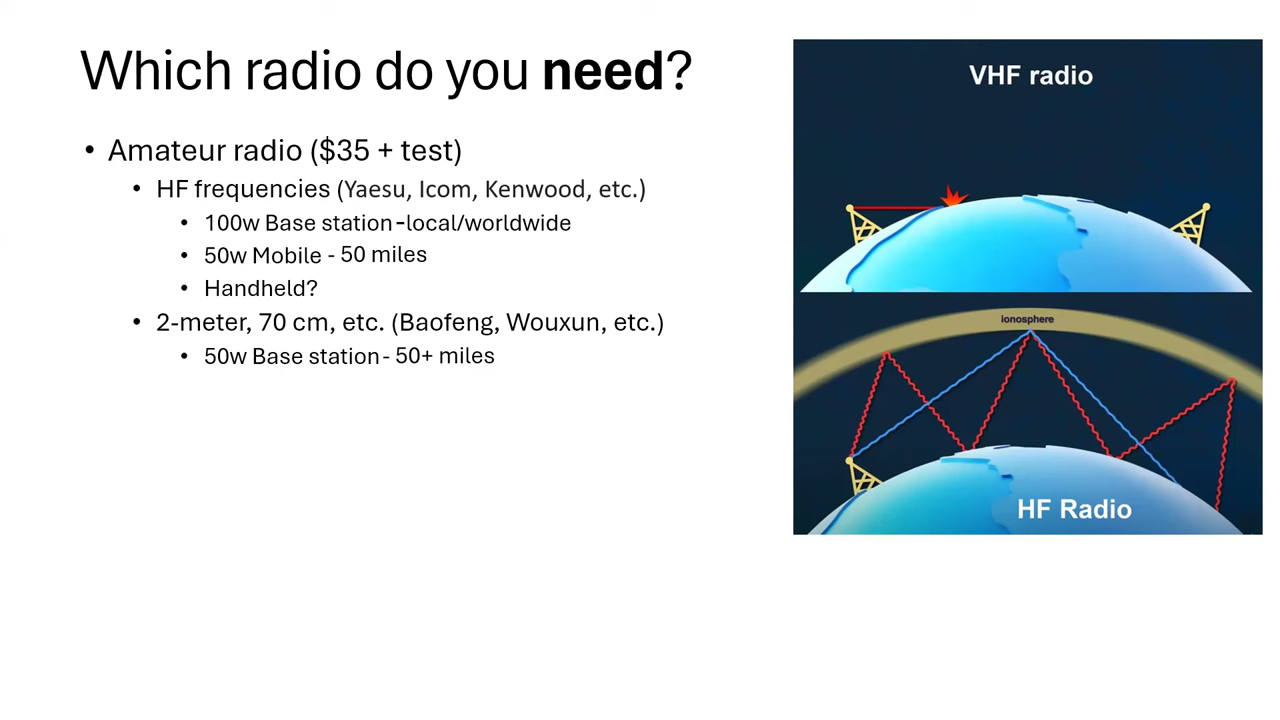 Which radio do you need?
• Amateur radio ($35 + test)
• HF frequencies (Yaesu, Icom, Kenwood, etc.)
• 100w Base station-local/worldwide
• 50w Mobile - 50 miles
• Handheld?
• 2-meter, 70 cm, etc. (Baofeng, Wouxun, etc.)
• 50w Base station- 50+ miles
VHF radio
ionosphere
HF Radio